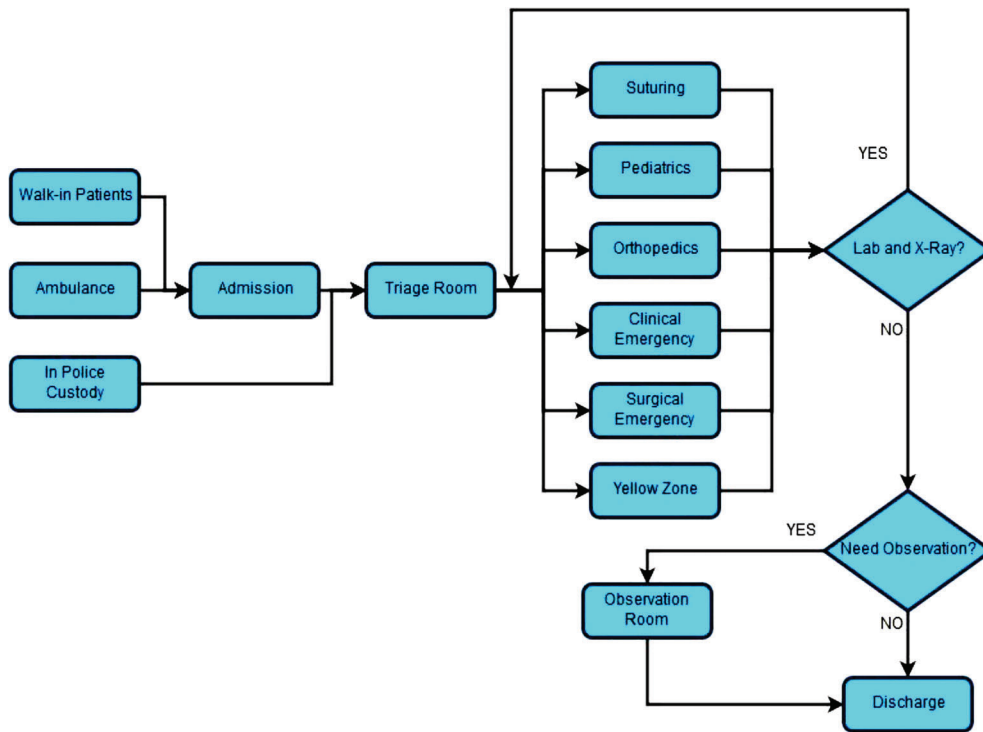 Suturing
YES
Pediatrics
Walk-in Patients
Orthopedics
Lab and X-Ray?
Ambulance
Admission
Triage Room
Clinical
Emergency
NO
In Police
Custody
Surgical
Emergency
Yellow Zone
YES
Need Observation?
Observation
Room
NO
Discharge